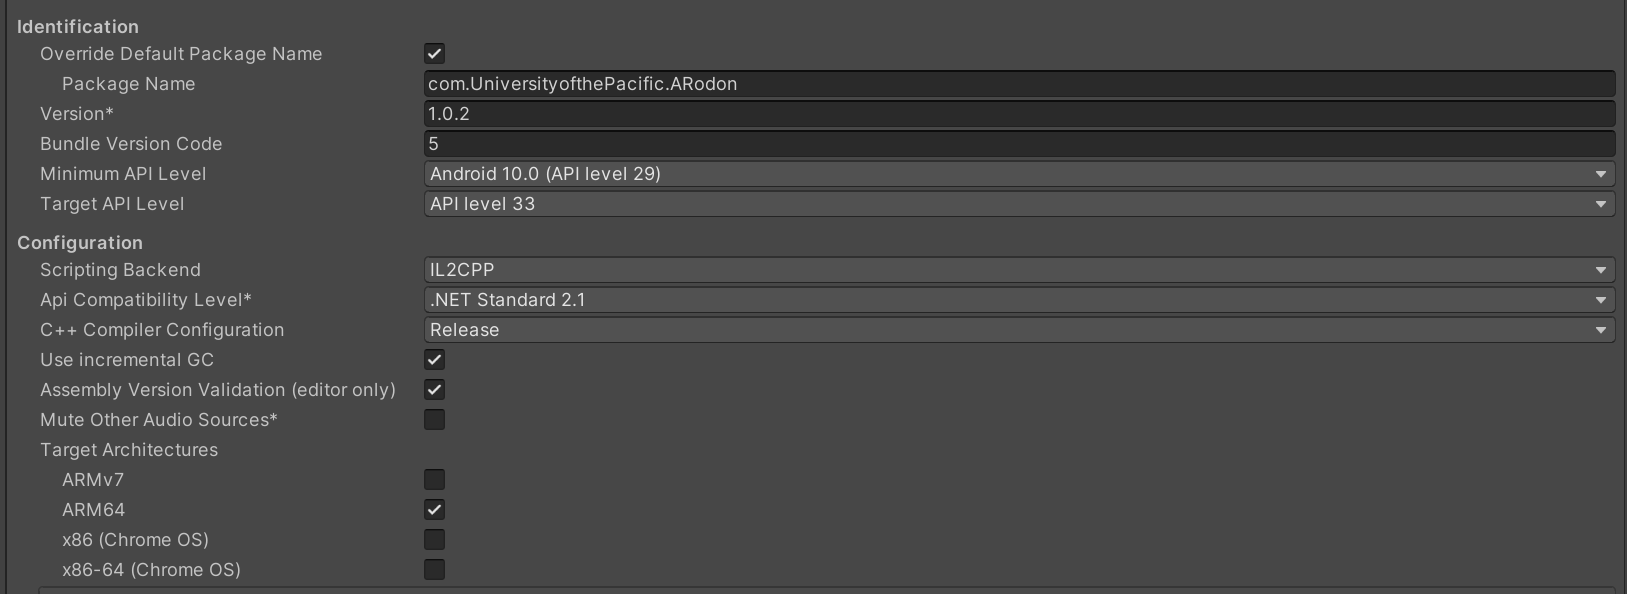 Identification
Override Default Package Name
Package Name com.UniversityofthePacific.ARodon
Version* 1.0.2
Bundle Version Code 5
Minimum API Level Android 10.0 (API level 29)
Target API Level API level 33
Configuration
Scripting Backend IL2CPP
Api Compatibility Level* .NET Standard 2.1
C++ Compiler Configuration Release
Use incremental GC
Assembly Version Validation (editor only)
Mute Other Audio Sources*
Target Architectures
ARMv7
ARM64
x86 (Chrome OS)
x86-64 (Chrome OS)